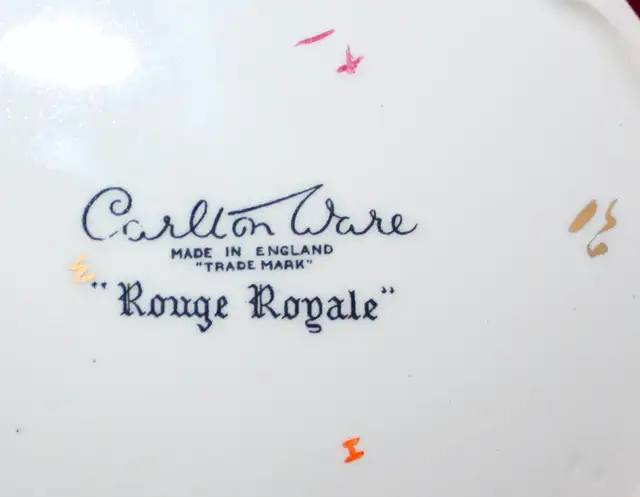 Carlton Ware
MADE IN ENGLAND
"TRADE MARK"
"Rouge Royale"
I